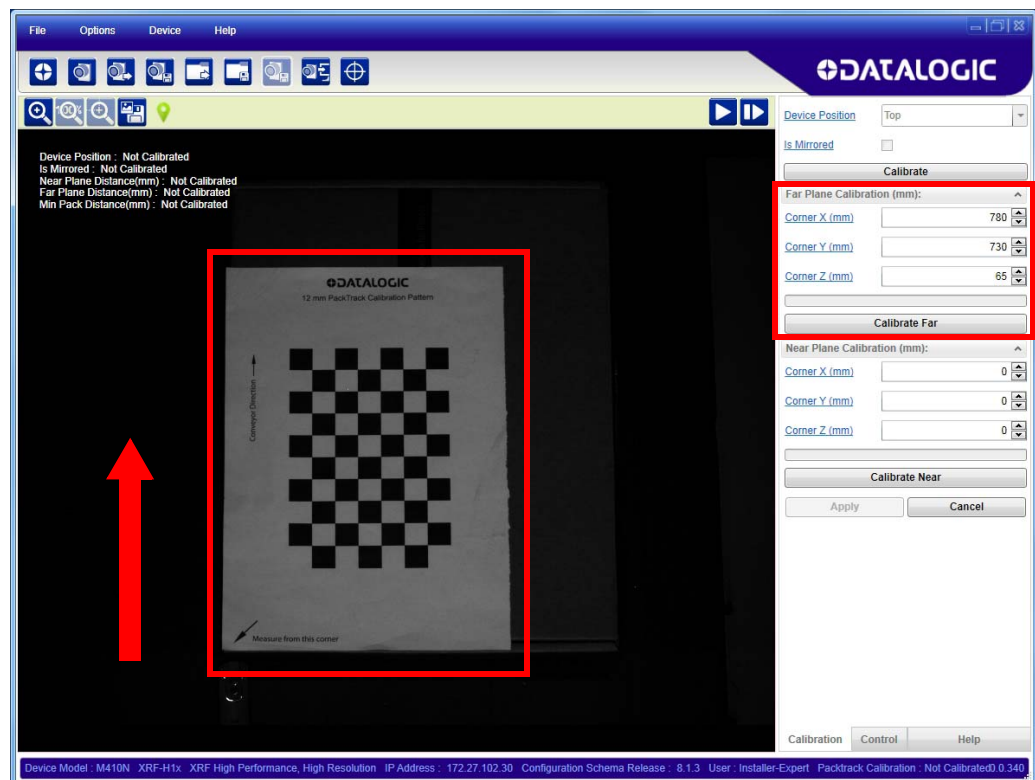 File Options Device Help
DATALOGIC
100%
Device Position Top
Is Mirrored
Calibrate
Device Position : Not Calibrated
Is Mirrored : Not Calibrated
Near Plane Distance(mm) : Not Calibrated
Far Plane Distance(mm) : Not Calibrated
Min Pack Distance(mm) : Not Calibrated
Far Plane Calibration (mm):
Corner X (mm) 780
Corner Y (mm) 730
Corner Z (mm) 65
Calibrate Far
DATALOGIC
12 mm PackTrack Calibration Pattern
Conveyor Direction
Measure from this corner
Near Plane Calibration (mm):
Corner X (mm) 0
Corner Y (mm) 0
Corner Z (mm) 0
Calibrate Near
Apply Cancel
Calibration Control Help
Device Model : M410N XRF-H1x XRF High Performance, High Resolution IP Address : 172.27.102.30 Configuration Schema Release : 8.1.3 User : Installer-Expert Packtrack Calibration : Not Calibrated0.0.340